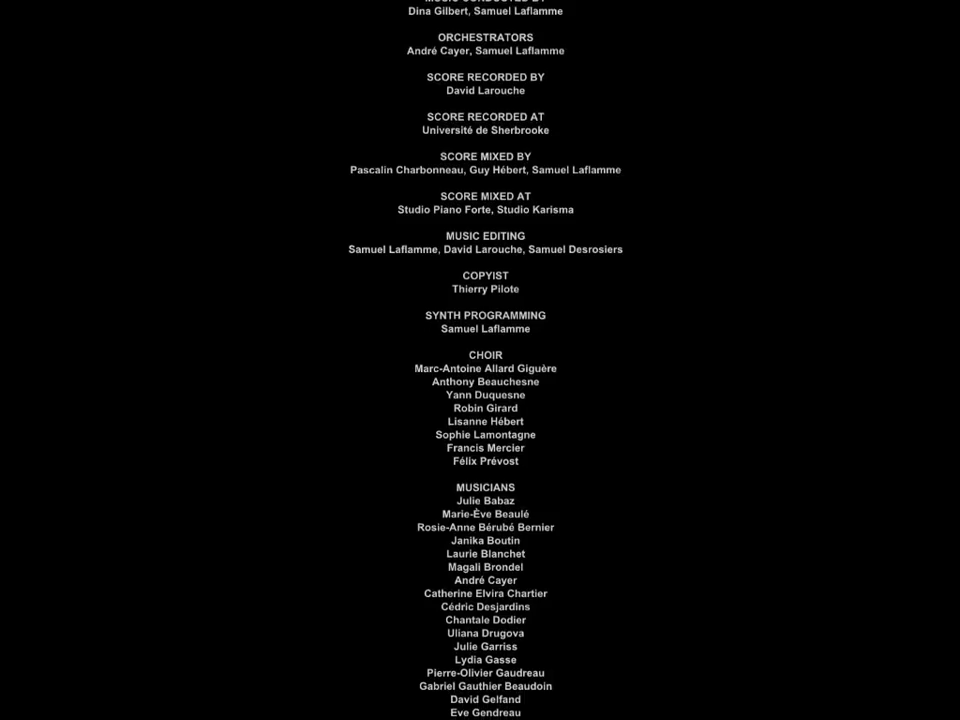 MUSIC CONDUCTED BY
Dina Gilbert, Samuel Laflamme
ORCHESTRATORS
André Cayer, Samuel Laflamme
SCORE RECORDED BY
David Larouche
SCORE RECORDED AT
Université de Sherbrooke
SCORE MIXED BY
Pascalin Charbonneau, Guy Hébert, Samuel Laflamme
SCORE MIXED AT
Studio Piano Forte, Studio Karisma
MUSIC EDITING
Samuel Laflamme, David Larouche, Samuel Desrosiers
COPYIST
Thierry Pilote
SYNTH PROGRAMMING
Samuel Laflamme
CHOIR
Marc-Antoine Allard Giguère
Anthony Beauchesne
Yann Duquesne
Robin Girard
Lisanne Hébert
Sophie Lamontagne
Francis Mercier
Félix Prévost
MUSICIANS
Julie Babaz
Marie-Ève Beaulé
Rosie-Anne Bérubé Bernier
Janika Boutin
Laurie Blanchet
Magali Brondel
André Cayer
Catherine Elvira Chartier
Cédric Desjardins
Chantale Dodier
Uliana Drugova
Julie Garriss
Lydia Gasse
Pierre-Olivier Gaudreau
Gabriel Gauthier Beaudoin
David Gelfand
Eve Gendreau